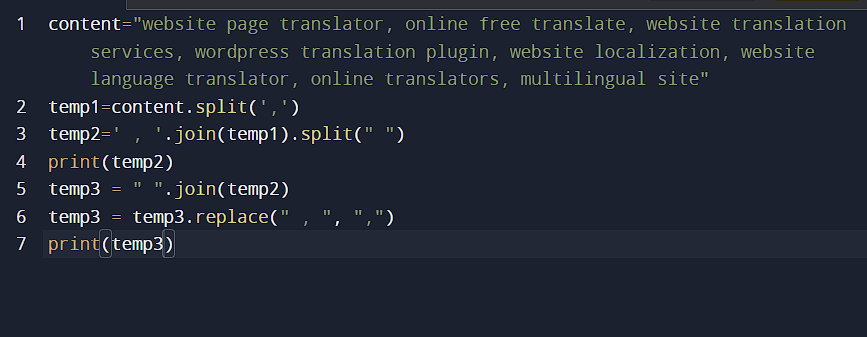 1 content="website page translator, online free translate, website translation
services, wordpress translation plugin, website localization, website
language translator, online translators, multilingual site"
2 temp1=content.split(',')
3 temp2=' , '.join(temp1).split(" ")
4 print(temp2)
5 temp3 = " ".join(temp2)
6 temp3 = temp3.replace(" , ", ",")
7 print(temp3)